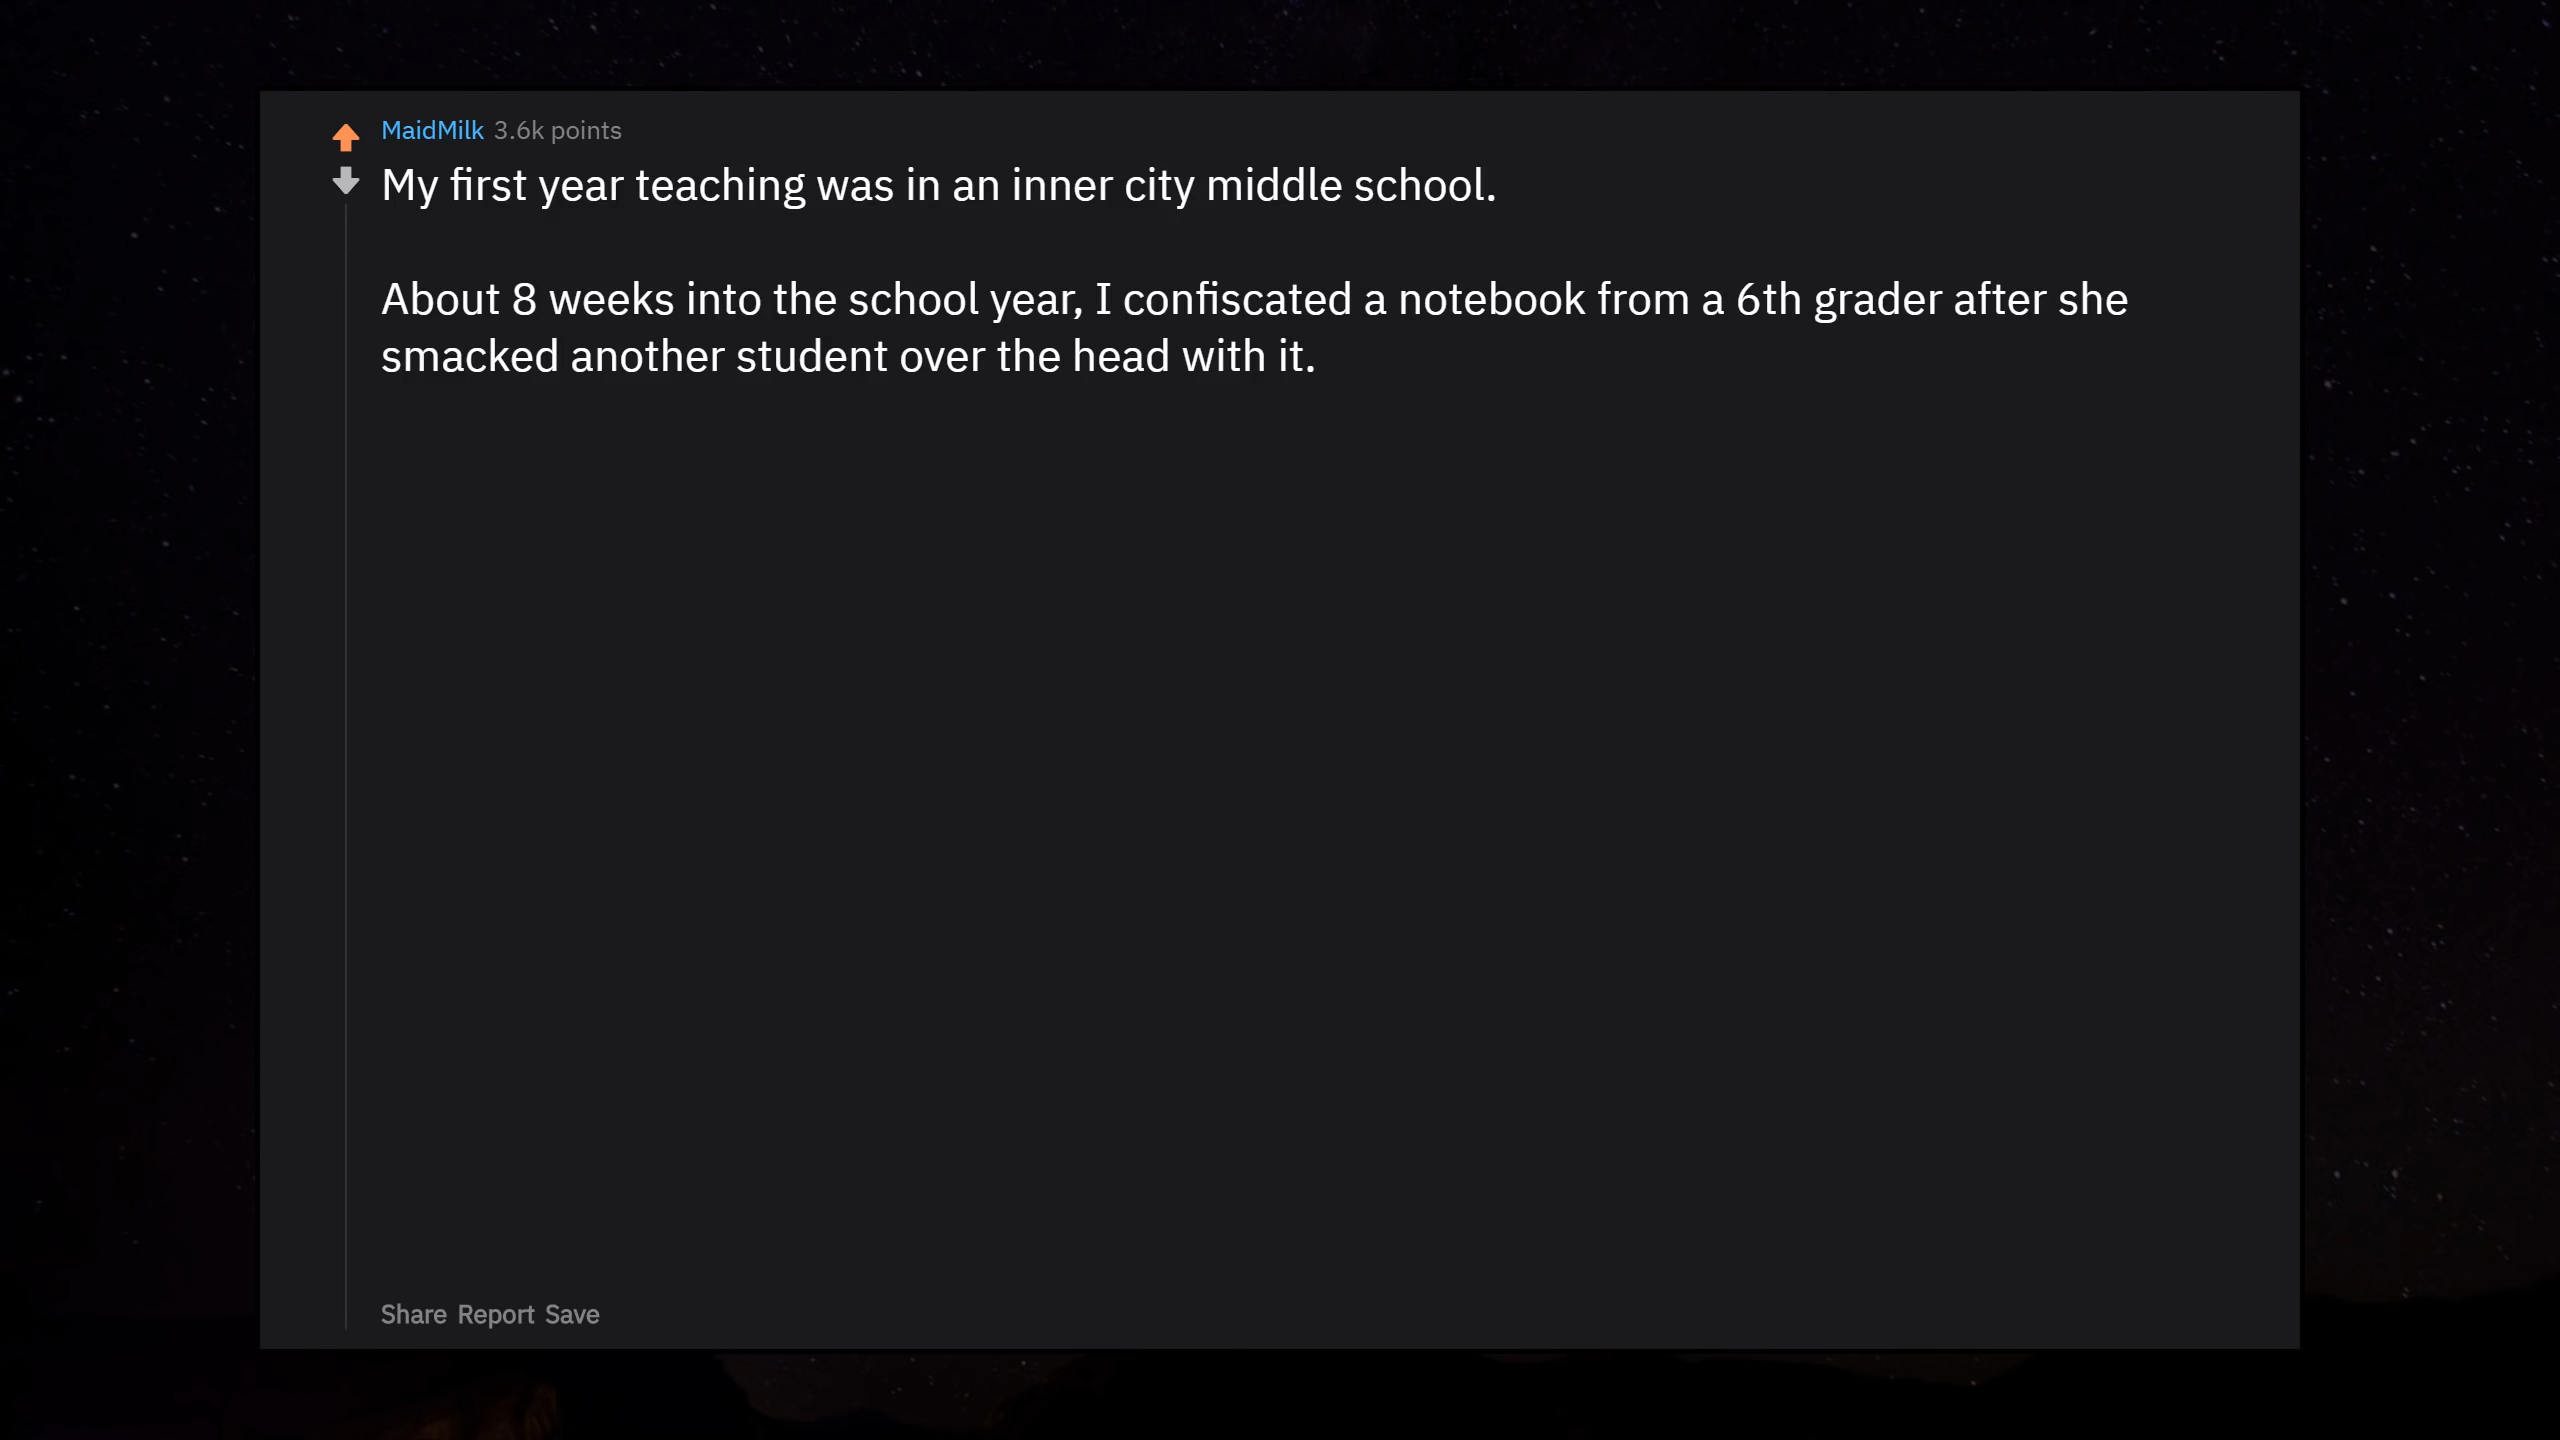 MaidMilk 3.6k points
My first year teaching was in an inner city middle school.
About 8 weeks into the school year, I confiscated a notebook from a 6th grader after she
smacked another student over the head with it.
Share Report Save